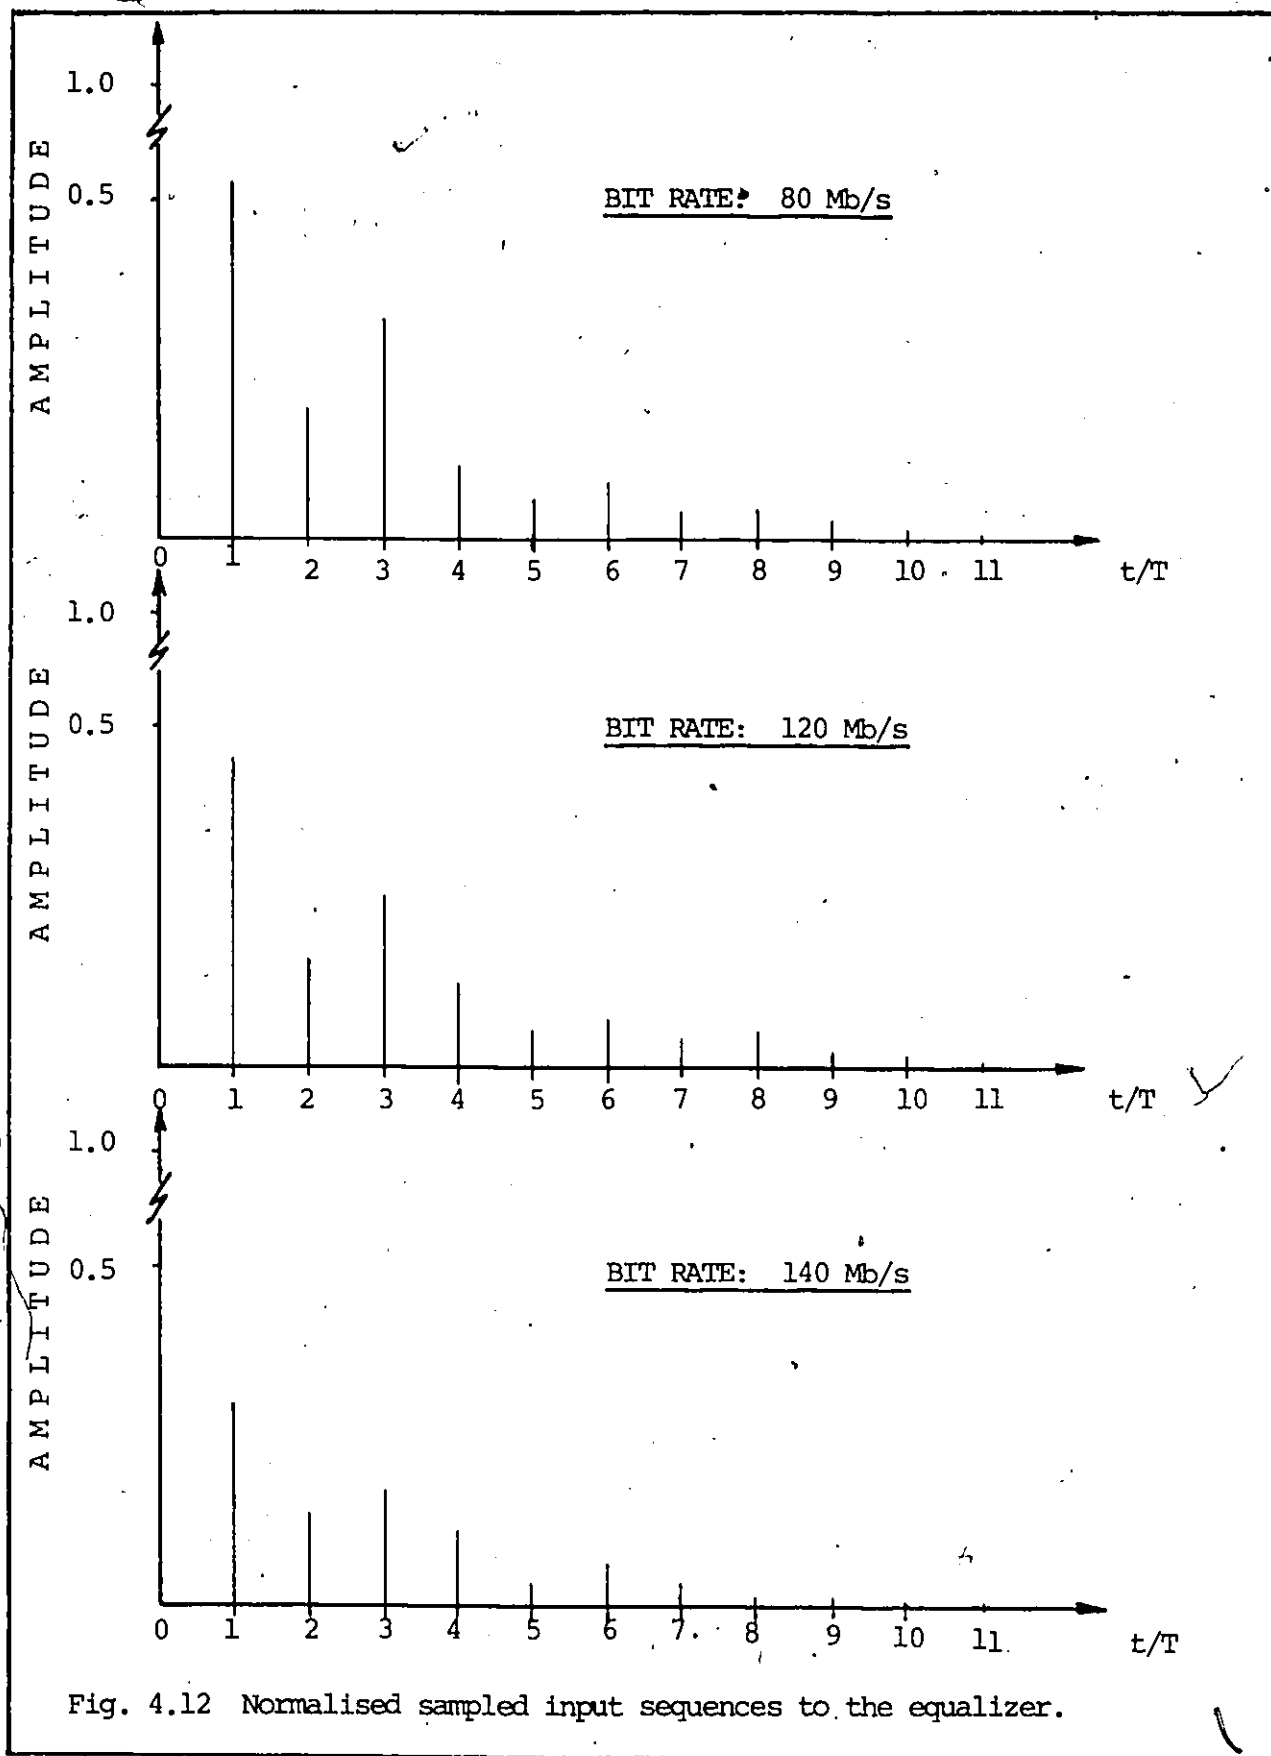 1.0
AMPLITUDE
0.5
BIT RATE: 80 Mb/s
0 1 2 3 4 5 6 7 8 9 10 11 t/T
1.0
AMPLITUDE
0.5
BIT RATE: 120 Mb/s
0 1 2 3 4 5 6 7 8 9 10 11 t/T
1.0
AMPLITUDE
0.5
BIT RATE: 140 Mb/s
0 1 2 3 4 5 6 7 8 9 10 11 t/T
Fig. 4.12 Normalised sampled input sequences to the equalizer.